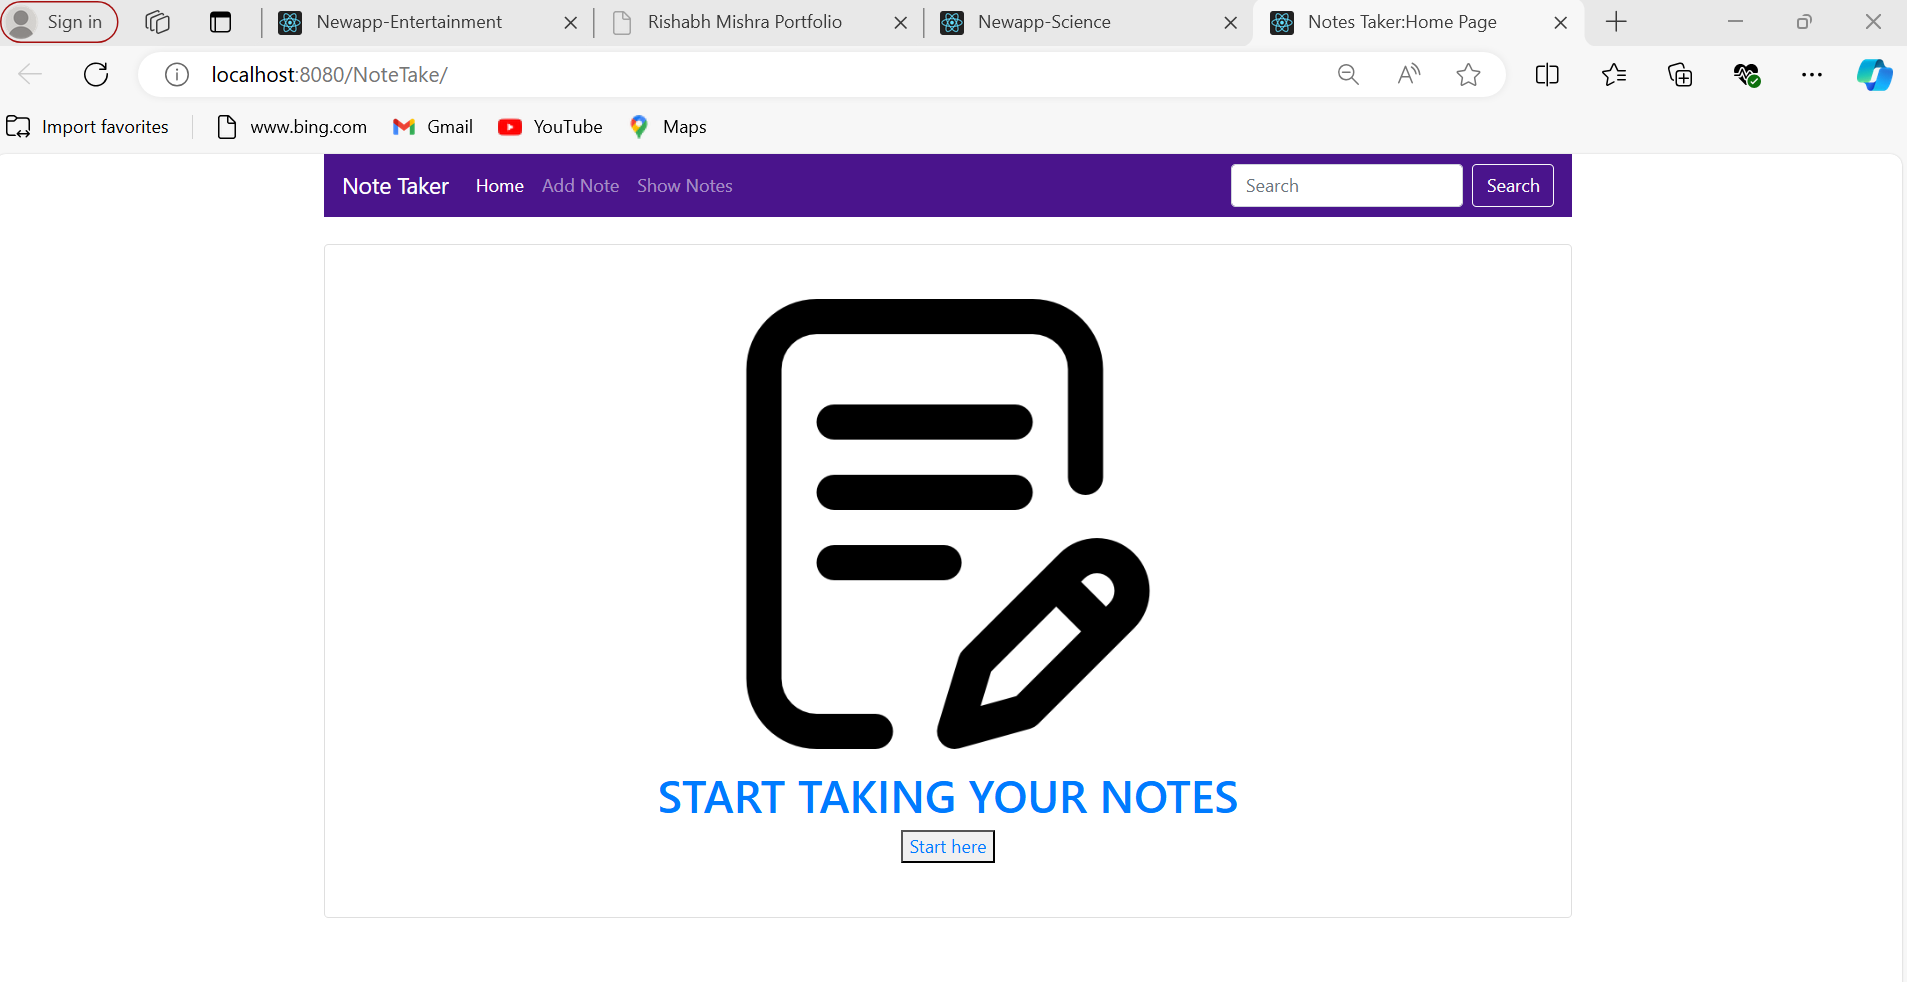 Sign in
Newapp-Entertainment
Rishabh Mishra Portfolio
Newapp-Science
Notes Taker:Home Page
localhost:8080/NoteTake/
Import favorites
www.bing.com
Gmail
YouTube
Maps
Note Taker
Home
Add Note
Show Notes
Search
Search
START TAKING YOUR NOTES
Start here